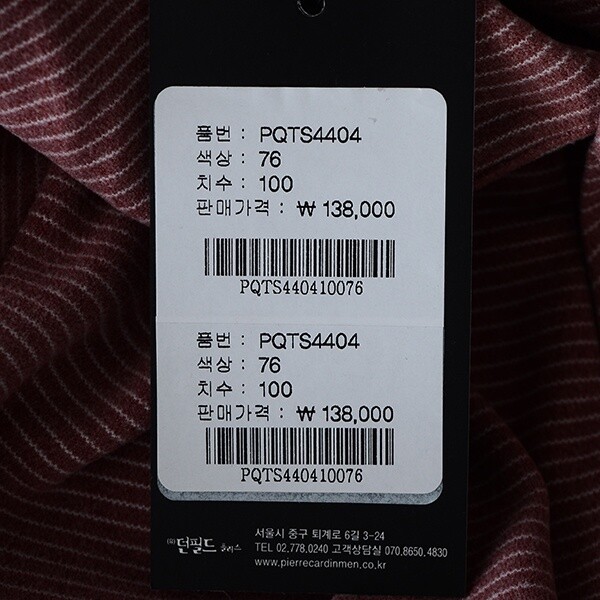 품번 : PQTS4404
색상 : 76
치수 : 100
판매가격 : ₩ 138,000
PQTS440410076
품번 : PQTS4404
색상 : 76
치수 : 100
판매가격 : ₩ 138,000
PQTS440410076
㈜던필드
서울시 중구 퇴계로 6길 3-24
TEL 02.778.0240 고객상담실 070.8650.4830
www.pierrecardinmen.co.kr